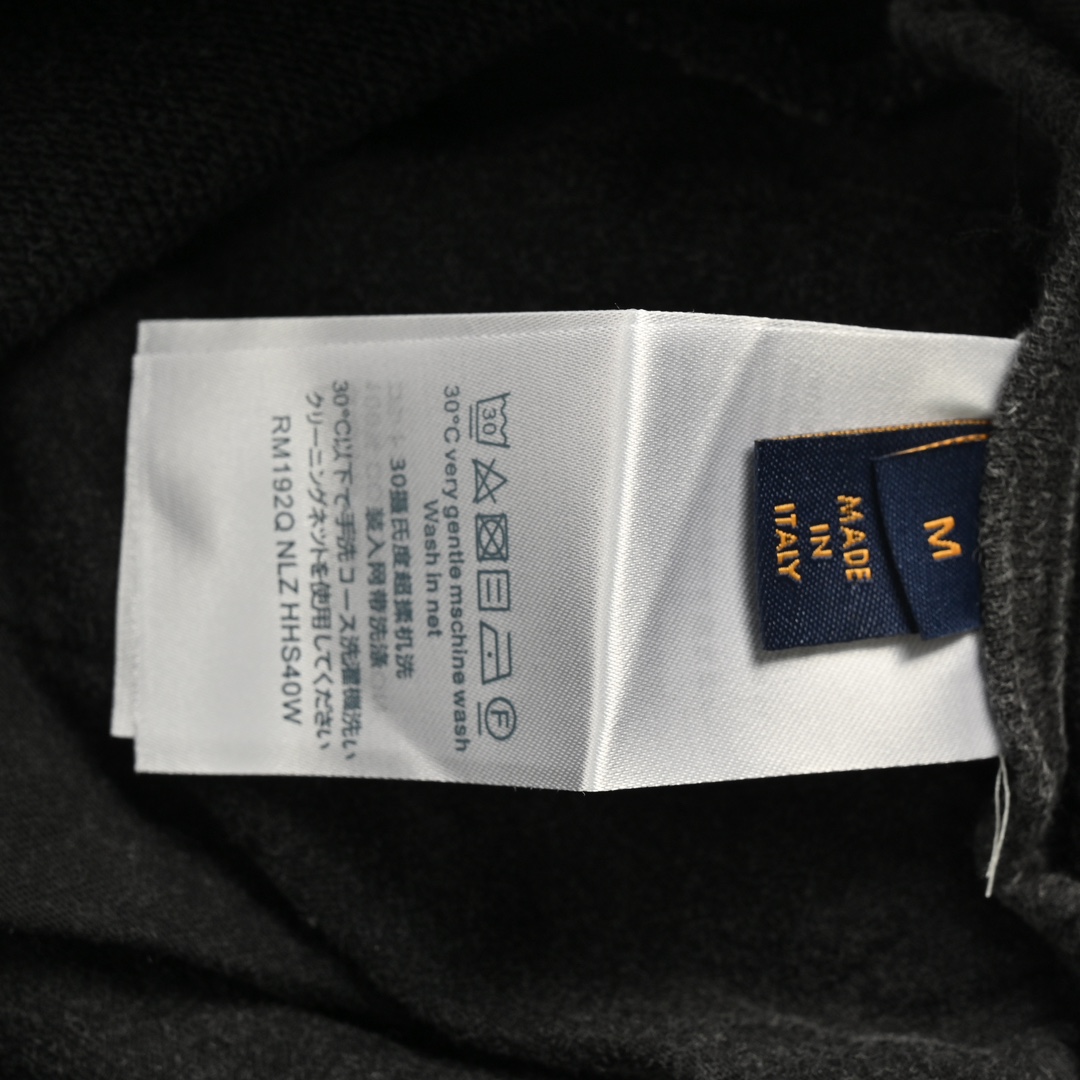 M
MADE
IN
ITALY
30
F
30°C very gentle mschine wash
Wash in net
30摄氏度超揉机洗
装入网带洗涤
30℃以下で手洗コース洗濯機洗い
クリーニングネットを使用してください
RM192Q NLZ HHS40W